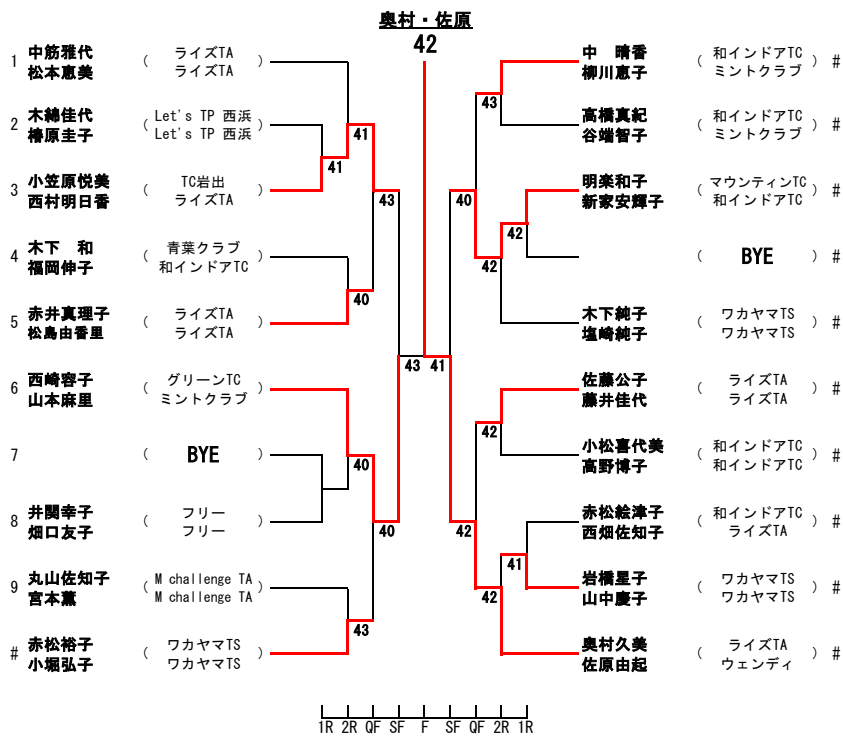 奥村・佐原
42
1 中筋雅代 ( ライズTA )
松本恵美 ライズTA
2 木綿佳代 ( Let's TP 西浜 )
椿原圭子 Let's TP 西浜
3 小笠原悦美 ( TC岩出 )
西村明日香 ライズTA
4 木下 和 ( 青葉クラブ )
福岡伸子 和インドアTC
5 赤井真理子 ( ライズTA )
松島由香里 ライズTA
6 西崎容子 ( グリーンTC )
山本麻里 ミントクラブ
7 ( BYE )
8 井関幸子 ( フリー )
畑口友子 フリー
9 丸山佐知子 ( M challenge TA )
宮本薫 M challenge TA
# 赤松裕子 ( ワカヤマTS )
小堀弘子 ワカヤマTS
41
41
43
40
43
40
40
43
41
43
40
42
42
42
42
41
42
中 晴香 ( 和インドアTC ) #
柳川恵子 ミントクラブ
高橋真紀 ( 和インドアTC ) #
谷端智子 ミントクラブ
明楽和子 ( マウンティンTC ) #
新家安輝子 和インドアTC
( BYE ) #
木下純子 ( ワカヤマTS ) #
塩崎純子 ワカヤマTS
佐藤公子 ( ライズTA ) #
藤井佳代 ライズTA
小松喜代美 ( 和インドアTC ) #
高野博子 和インドアTC
赤松絵津子 ( 和インドアTC ) #
西畑佐知子 ライズTA
岩橋星子 ( ワカヤマTS ) #
山中慶子 ワカヤマTS
奥村久美 ( ライズTA ) #
佐原由起 ウェンディ
1R 2R QF SF F SF QF 2R 1R